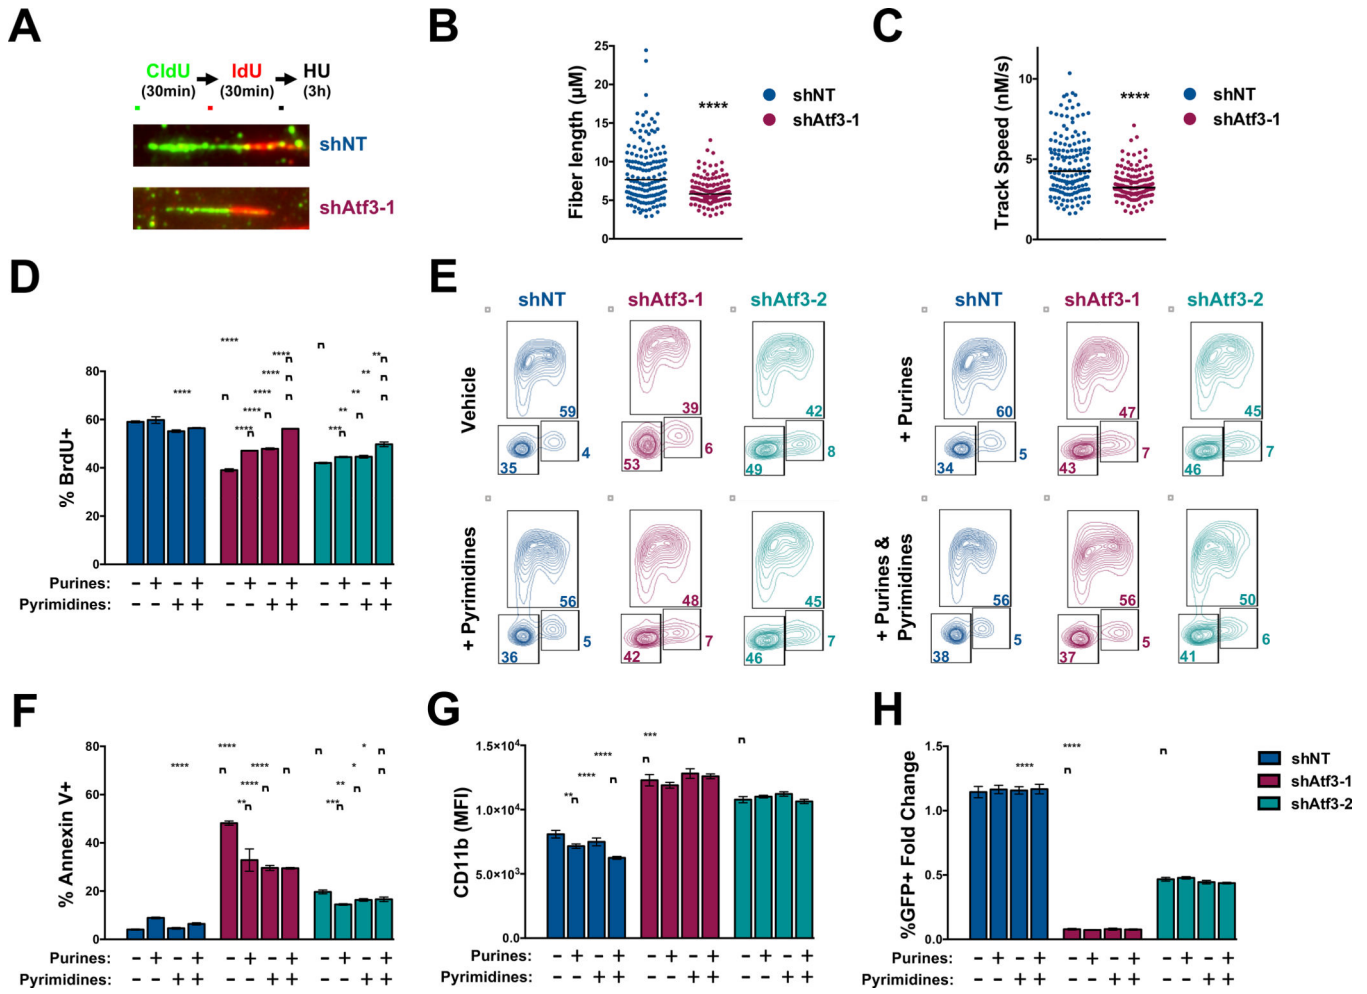 A
CldU IdU HU
(30min) (30min) (3h)
shNT
shAtf3-1
B
Fiber length (μM)
25
20
15
10
5
0
****
shNT
shAtf3-1
C
Track Speed (nM/s)
10
5
0
****
shNT
shAtf3-1
D
% BrdU+
80
60
40
20
0
****
****
****
****
****
****
****
***
**
**
**
**
Purines: - + - + - + - + - + - +
Pyrimidines: - - + + - - + + - - + +
E
shNT shAtf3-1 shAtf3-2
Vehicle
59 39 42
35 4 53 6 49 8
+ Pyrimidines
56 48 45
36 5 42 7 46 7
shNT shAtf3-1 shAtf3-2
+ Purines
60 47 45
34 5 43 7 46 7
+ Purines &
Pyrimidines
56 56 50
38 5 37 5 41 6
F
% Annexin V+
80
60
40
20
0
****
****
****
****
**
*
*
**
***
Purines: - + - + - + - + - + - +
Pyrimidines: - - + + - - + + - - + +
G
CD11b (MFI)
1.5×10⁴
1.0×10⁴
5.0×10³
0.0
**
****
****
***
Purines: - + - + - + - + - + - +
Pyrimidines: - - + + - - + + - - + +
H
%GFP+ Fold Change
1.5
1.0
0.5
0.0
****
****
shNT
shAtf3-1
shAtf3-2
Purines: - + - + - + - + - + - +
Pyrimidines: - - + + - - + + - - + +